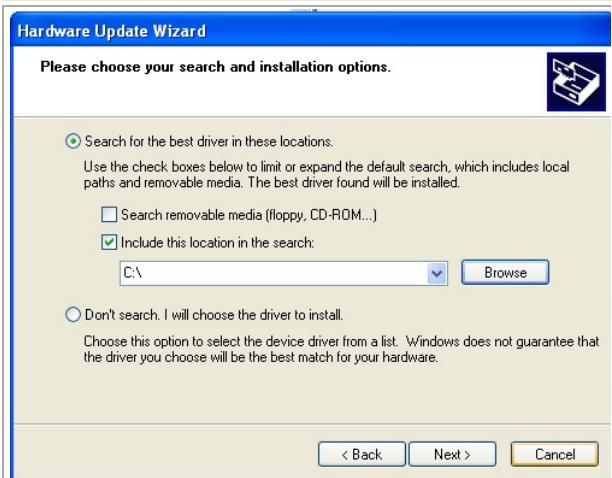 Hardware Update Wizard
Please choose your search and installation options.
Search for the best driver in these locations.
Use the check boxes below to limit or expand the default search, which includes local
paths and removable media. The best driver found will be installed.
Search removable media (floppy, CD-ROM...)
Include this location in the search:
C:\
Browse
Don't search. I will choose the driver to install.
Choose this option to select the device driver from a list. Windows does not guarantee that
the driver you choose will be the best match for your hardware.
< Back Next > Cancel